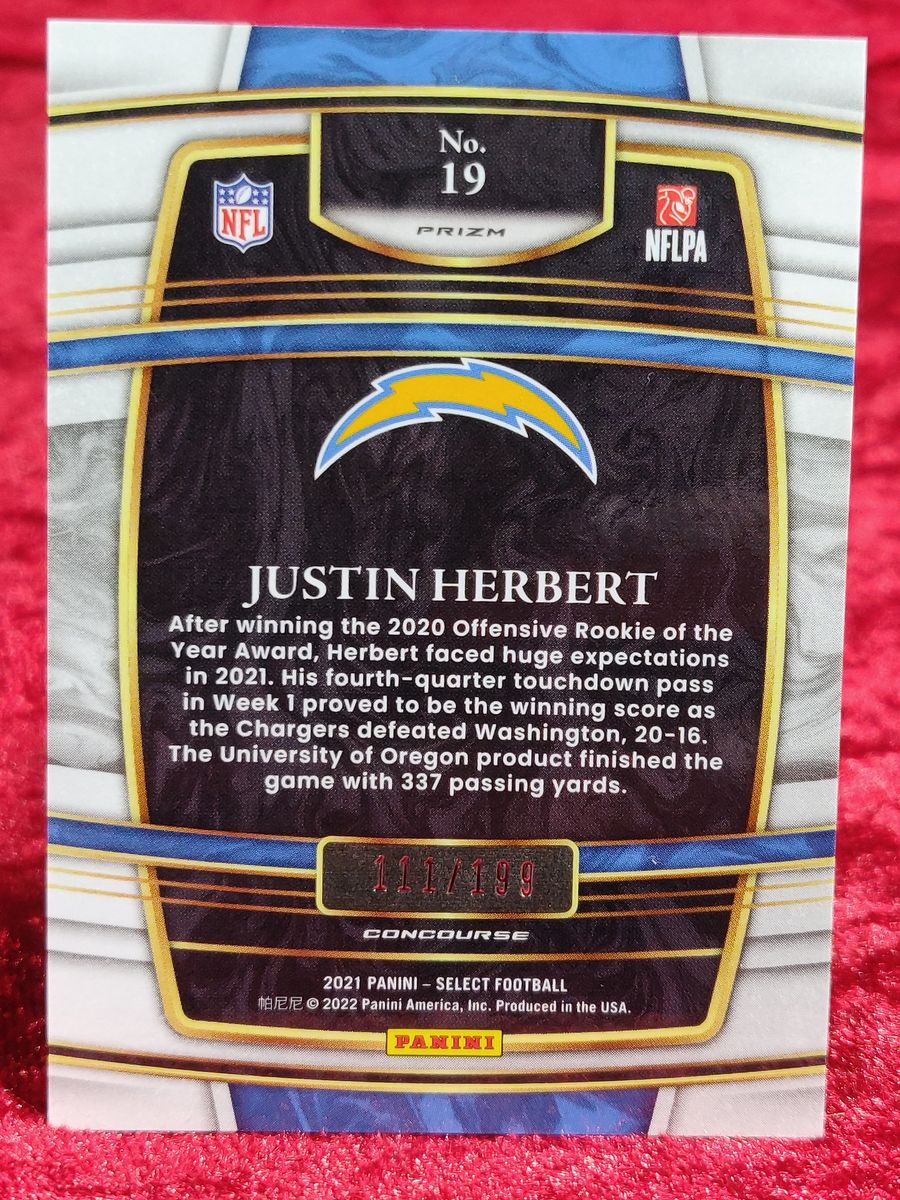 No.
19
NFL
PRIZM
NFLPA
JUSTIN HERBERT
After winning the 2020 Offensive Rookie of the
Year Award, Herbert faced huge expectations
in 2021. His fourth-quarter touchdown pass
in Week 1 proved to be the winning score as
the Chargers defeated Washington, 20-16.
The University of Oregon product finished the
game with 337 passing yards.
111/199
CONCOURSE
2021 PANINI – SELECT FOOTBALL
帕尼尼 © 2022 Panini America, Inc. Produced in the USA.
PANINI